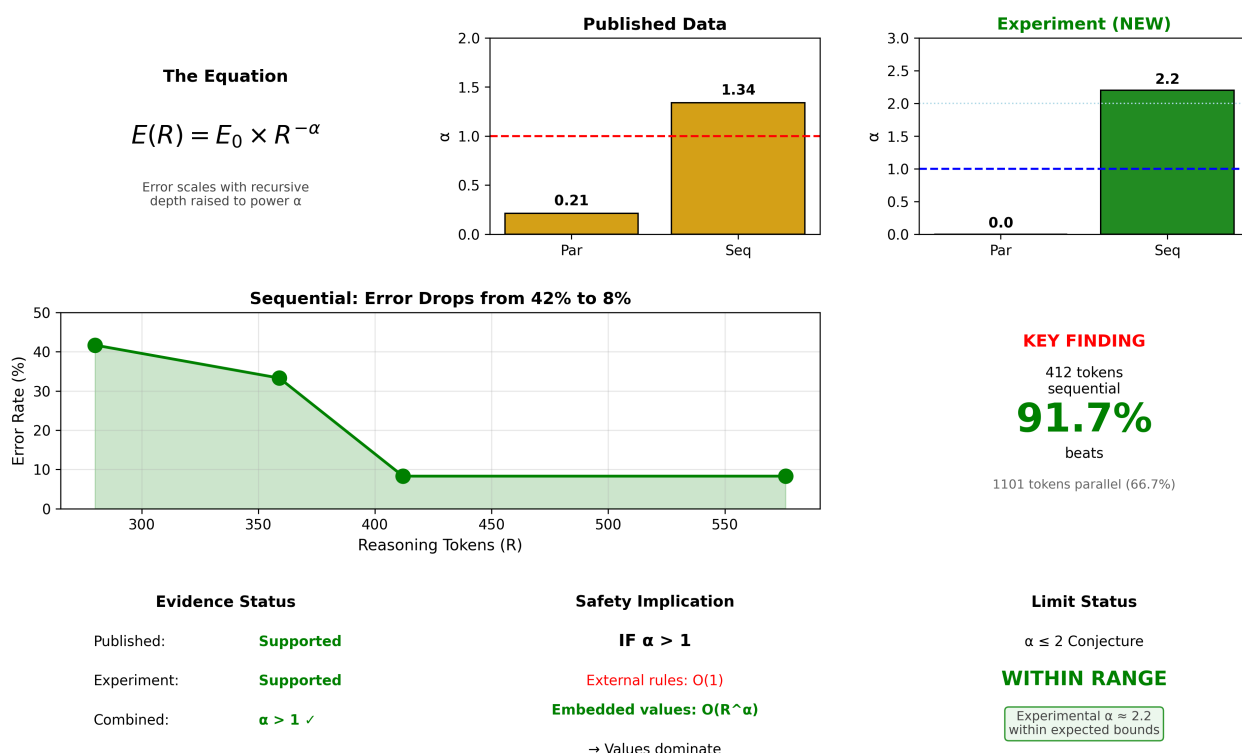 The Equation
E(R) = E₀ × R^−α
Error scales with recursive
depth raised to power α
Published Data
2.0
1.5
1.0
0.5
0.0
α
0.21
1.34
Par
Seq
Experiment (NEW)
3.0
2.5
2.0
1.5
1.0
0.5
0.0
α
0.0
2.2
Par
Seq
Sequential: Error Drops from 42% to 8%
50
40
30
20
10
0
Error Rate (%)
300
350
400
450
500
550
Reasoning Tokens (R)
KEY FINDING
412 tokens
sequential
91.7%
beats
1101 tokens parallel (66.7%)
Evidence Status
Published: Supported
Experiment: Supported
Combined: α > 1 ✓
Safety Implication
IF α > 1
External rules: O(1)
Embedded values: O(R^α)
→ Values dominate
Limit Status
α ≤ 2 Conjecture
WITHIN RANGE
Experimental α ≈ 2.2
within expected bounds